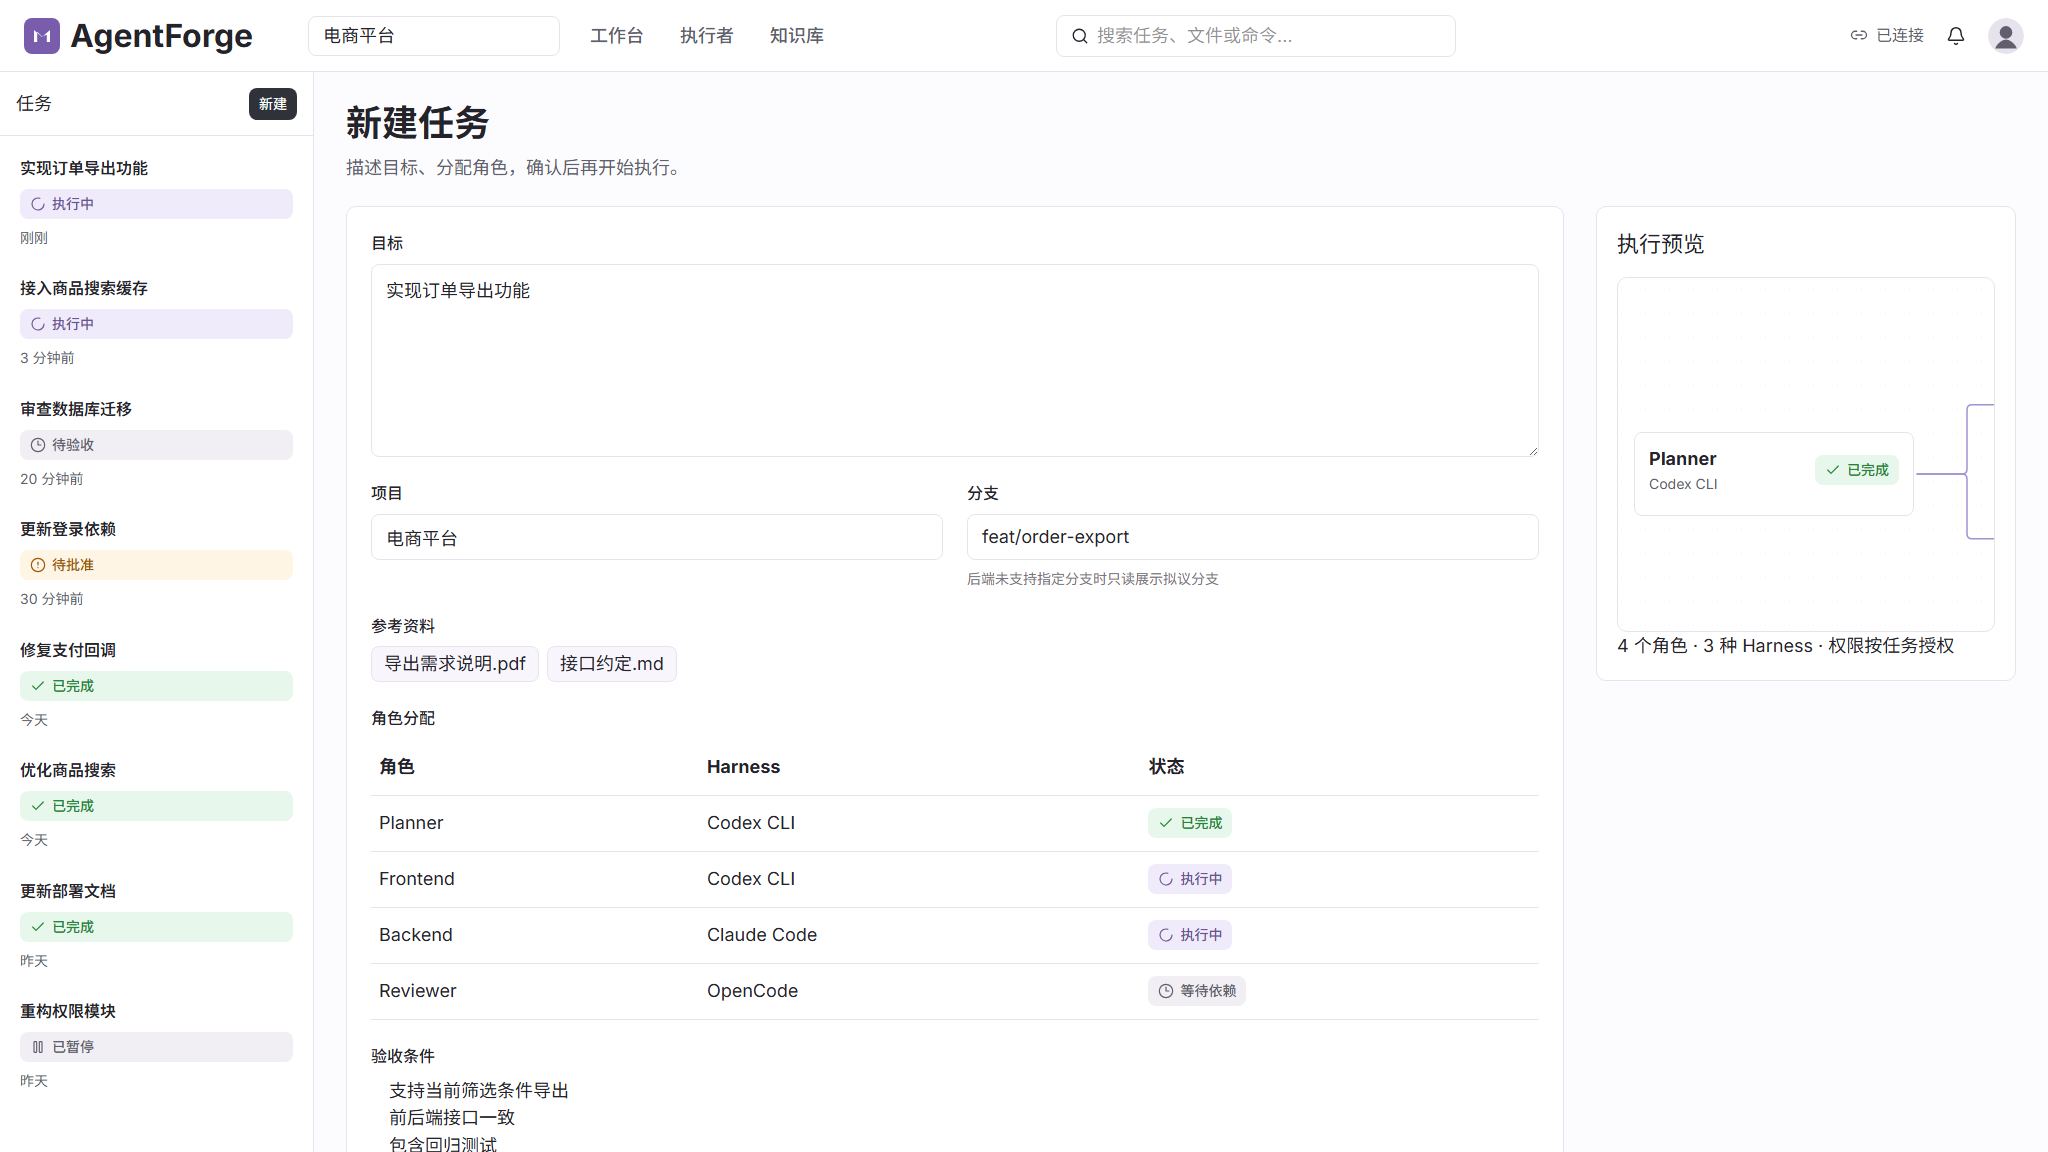 AgentForge
电商平台
工作台
执行者
知识库
搜索任务、文件或命令...
已连接
任务
新建
实现订单导出功能
执行中
刚刚
接入商品搜索缓存
执行中
3 分钟前
审查数据库迁移
待验收
20 分钟前
更新登录依赖
待批准
30 分钟前
修复支付回调
已完成
今天
优化商品搜索
已完成
今天
更新部署文档
已完成
昨天
重构权限模块
已暂停
昨天
新建任务
描述目标、分配角色，确认后再开始执行。
目标
实现订单导出功能
项目
电商平台
分支
feat/order-export
后端未支持指定分支时只读展示拟议分支
参考资料
导出需求说明.pdf
接口约定.md
角色分配
角色 Harness 状态
Planner Codex CLI 已完成
Frontend Codex CLI 执行中
Backend Claude Code 执行中
Reviewer OpenCode 等待依赖
验收条件
支持当前筛选条件导出
前后端接口一致
包含回归测试
执行预览
Planner
Codex CLI
已完成
4 个角色 · 3 种 Harness · 权限按任务授权